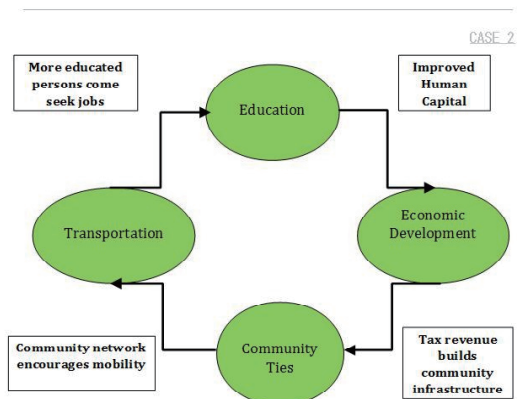 CASE 2
More educated
persons come
seek jobs
Improved
Human
Capital
Education
Transportation
Economic
Development
Community network
encourages mobility
Community
Ties
Tax revenue
builds
community
infrastructure